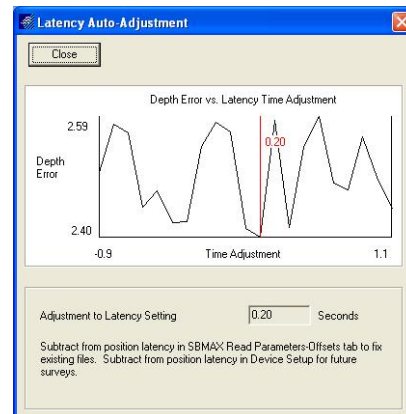 Latency Auto-Adjustment
Close
Depth Error vs. Latency Time Adjustment
2.59
0.20
Depth
Error
2.40
-0.9
Time Adjustment
1.1
Adjustment to Latency Setting
0.20
Seconds
Subtract from position latency in SBMAX Read Parameters-Offsets tab to fix
existing files. Subtract from position latency in Device Setup for future
surveys.